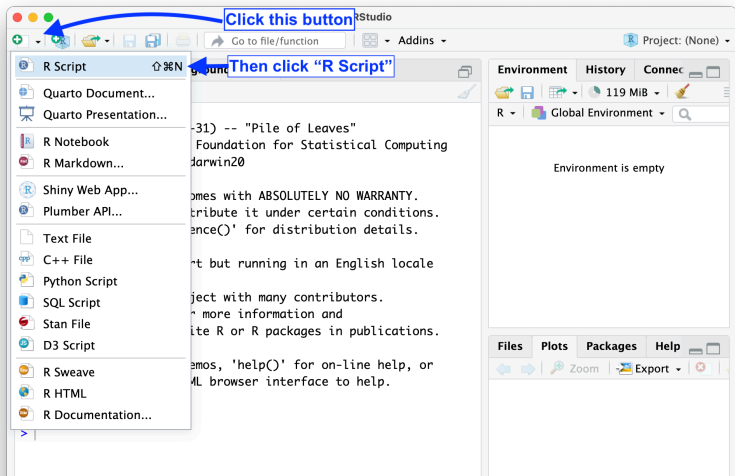 Click this button
RStudio
Go to file/function
Addins
Project: (None)
R Script ⇧⌘N
Then click “R Script”
Quarto Document...
Quarto Presentation...
R Notebook
R Markdown...
Shiny Web App...
Plumber API...
Text File
C++ File
Python Script
SQL Script
Stan File
D3 Script
R Sweave
R HTML
R Documentation...
-31) -- "Pile of Leaves"
Foundation for Statistical Computing
darwin20
omes with ABSOLUTELY NO WARRANTY.
tribute it under certain conditions.
ence()' for distribution details.
rt but running in an English locale
ject with many contributors.
r more information and
ite R or R packages in publications.
emos, 'help()' for on-line help, or
ML browser interface to help.
>
Environment History Connec
119 MiB
R Global Environment
Environment is empty
Files Plots Packages Help
Zoom Export